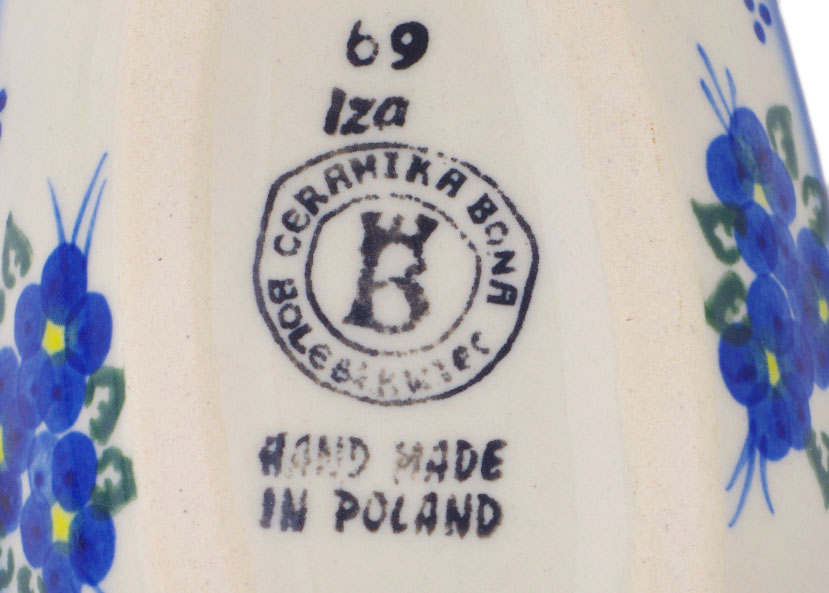 69
Iza
CERAMIKA BONA
B
BOLESŁAWIEC
HAND MADE
IN POLAND